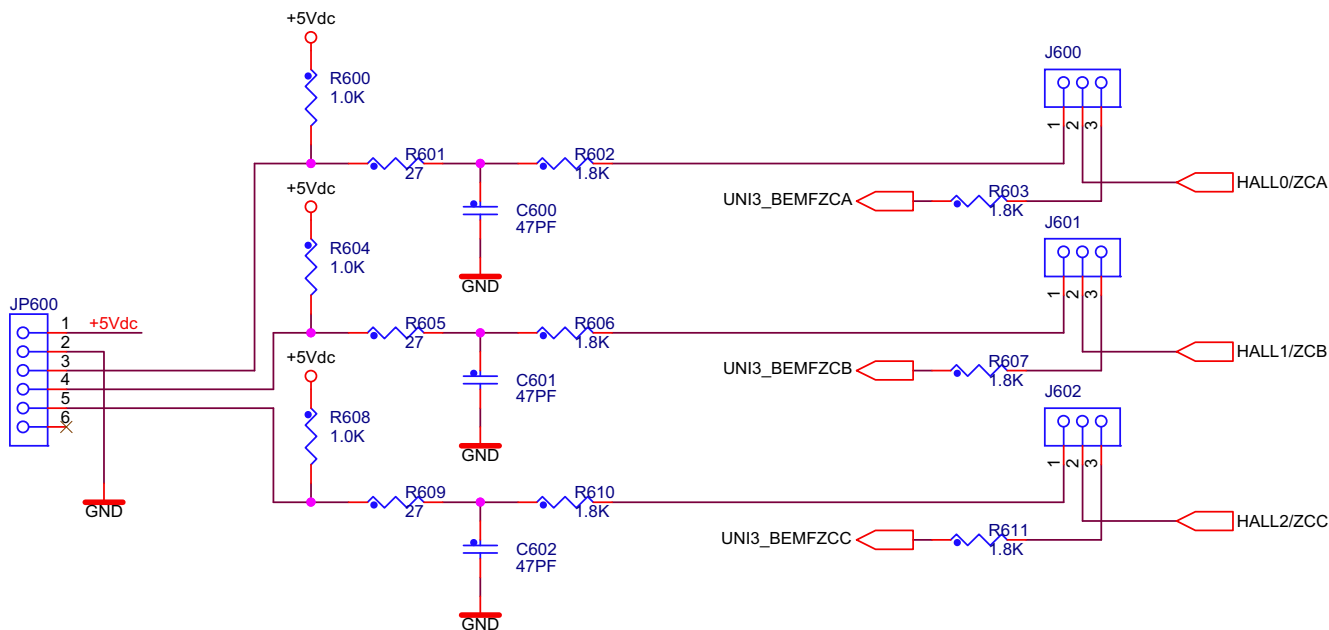 +5Vdc
R600
1.0K
R601
27
R602
1.8K
C600
47PF
GND
J600
1
2
3
UNI3_BEMFZCA
R603
1.8K
HALL0/ZCA
+5Vdc
R604
1.0K
R605
27
R606
1.8K
C601
47PF
GND
J601
1
2
3
UNI3_BEMFZCB
R607
1.8K
HALL1/ZCB
JP600
1
+5Vdc
2
3
4
5
6
GND
+5Vdc
R608
1.0K
R609
27
R610
1.8K
C602
47PF
GND
J602
1
2
3
UNI3_BEMFZCC
R611
1.8K
HALL2/ZCC